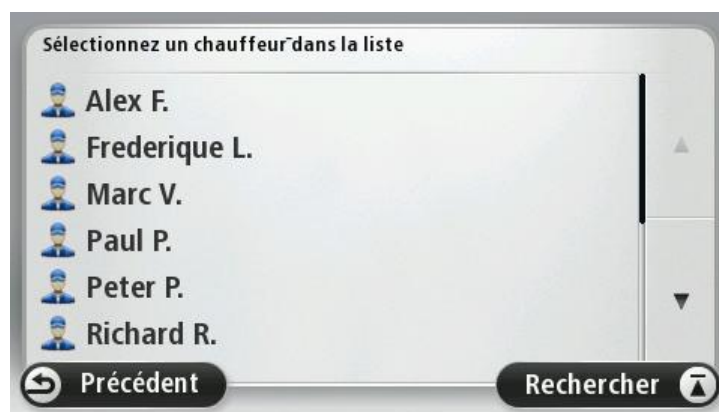 Sélectionnez un chauffeur¯dans la liste
Alex F.
Frederique L.
Marc V.
Paul P.
Peter P.
Richard R.
Précédent
Rechercher